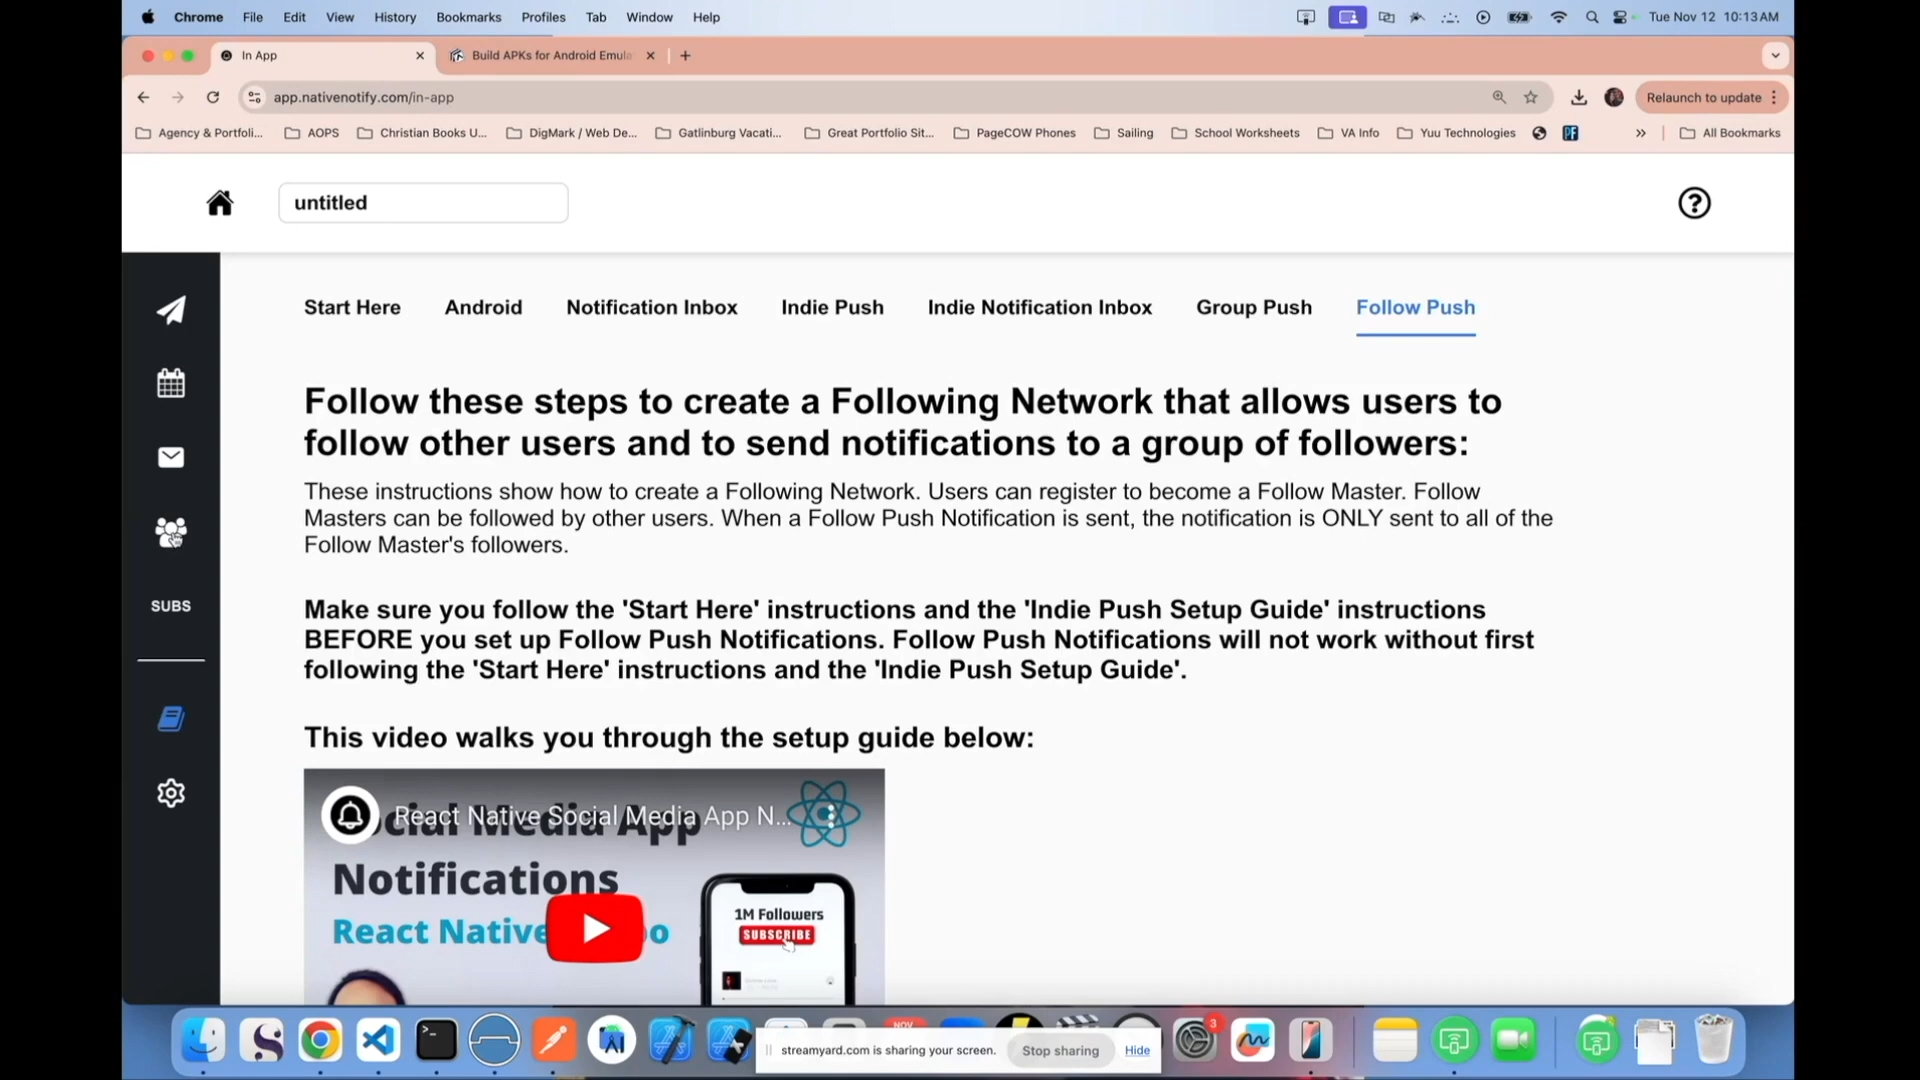 Chrome File Edit View History Bookmarks Profiles Tab Window Help Tue Nov 12 10:13 AM
In App Build APKs for Android Emula
app.nativenotify.com/in-app Relaunch to update
Agency & Portfoli... AOPS Christian Books U... DigMark / Web De... Gatlinburg Vacati... Great Portfolio Sit... PageCOW Phones Sailing School Worksheets VA Info Yuu Technologies PF » All Bookmarks
untitled
Start Here Android Notification Inbox Indie Push Indie Notification Inbox Group Push Follow Push
Follow these steps to create a Following Network that allows users to
follow other users and to send notifications to a group of followers:
These instructions show how to create a Following Network. Users can register to become a Follow Master. Follow
Masters can be followed by other users. When a Follow Push Notification is sent, the notification is ONLY sent to all of the
Follow Master's followers.
SUBS
Make sure you follow the 'Start Here' instructions and the 'Indie Push Setup Guide' instructions
BEFORE you set up Follow Push Notifications. Follow Push Notifications will not work without first
following the 'Start Here' instructions and the 'Indie Push Setup Guide'.
This video walks you through the setup guide below:
React Native Social Media App N...
cial Media App
Notifications
React Native
1M Followers
SUBSCRIBE
NOV
3
streamyard.com is sharing your screen. Stop sharing Hide